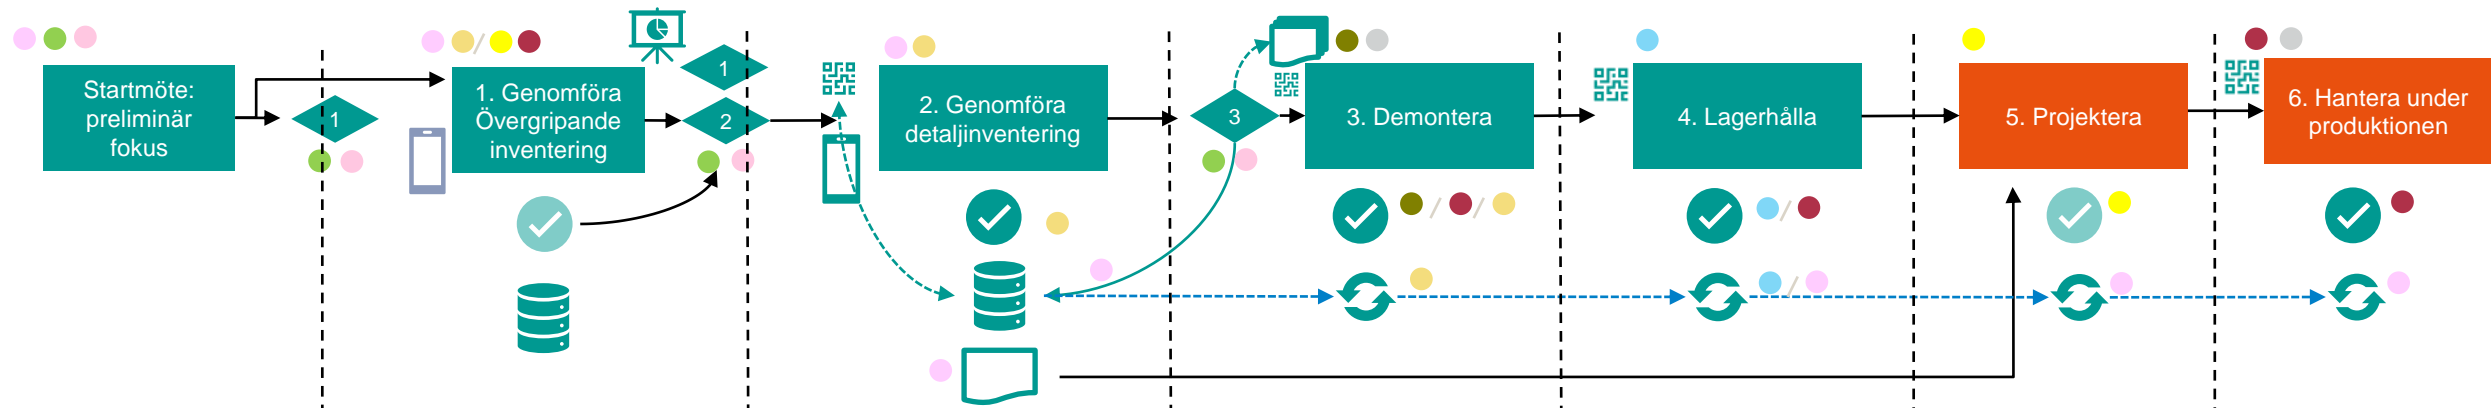 Startmöte:
preliminär
fokus
1
1. Genomföra
Övergripande
inventering
1
2
2. Genomföra
detaljinventering
3
3. Demontera
4. Lagerhålla
5. Projektera
6. Hantera under
produktionen
/
/
/
/
/
/